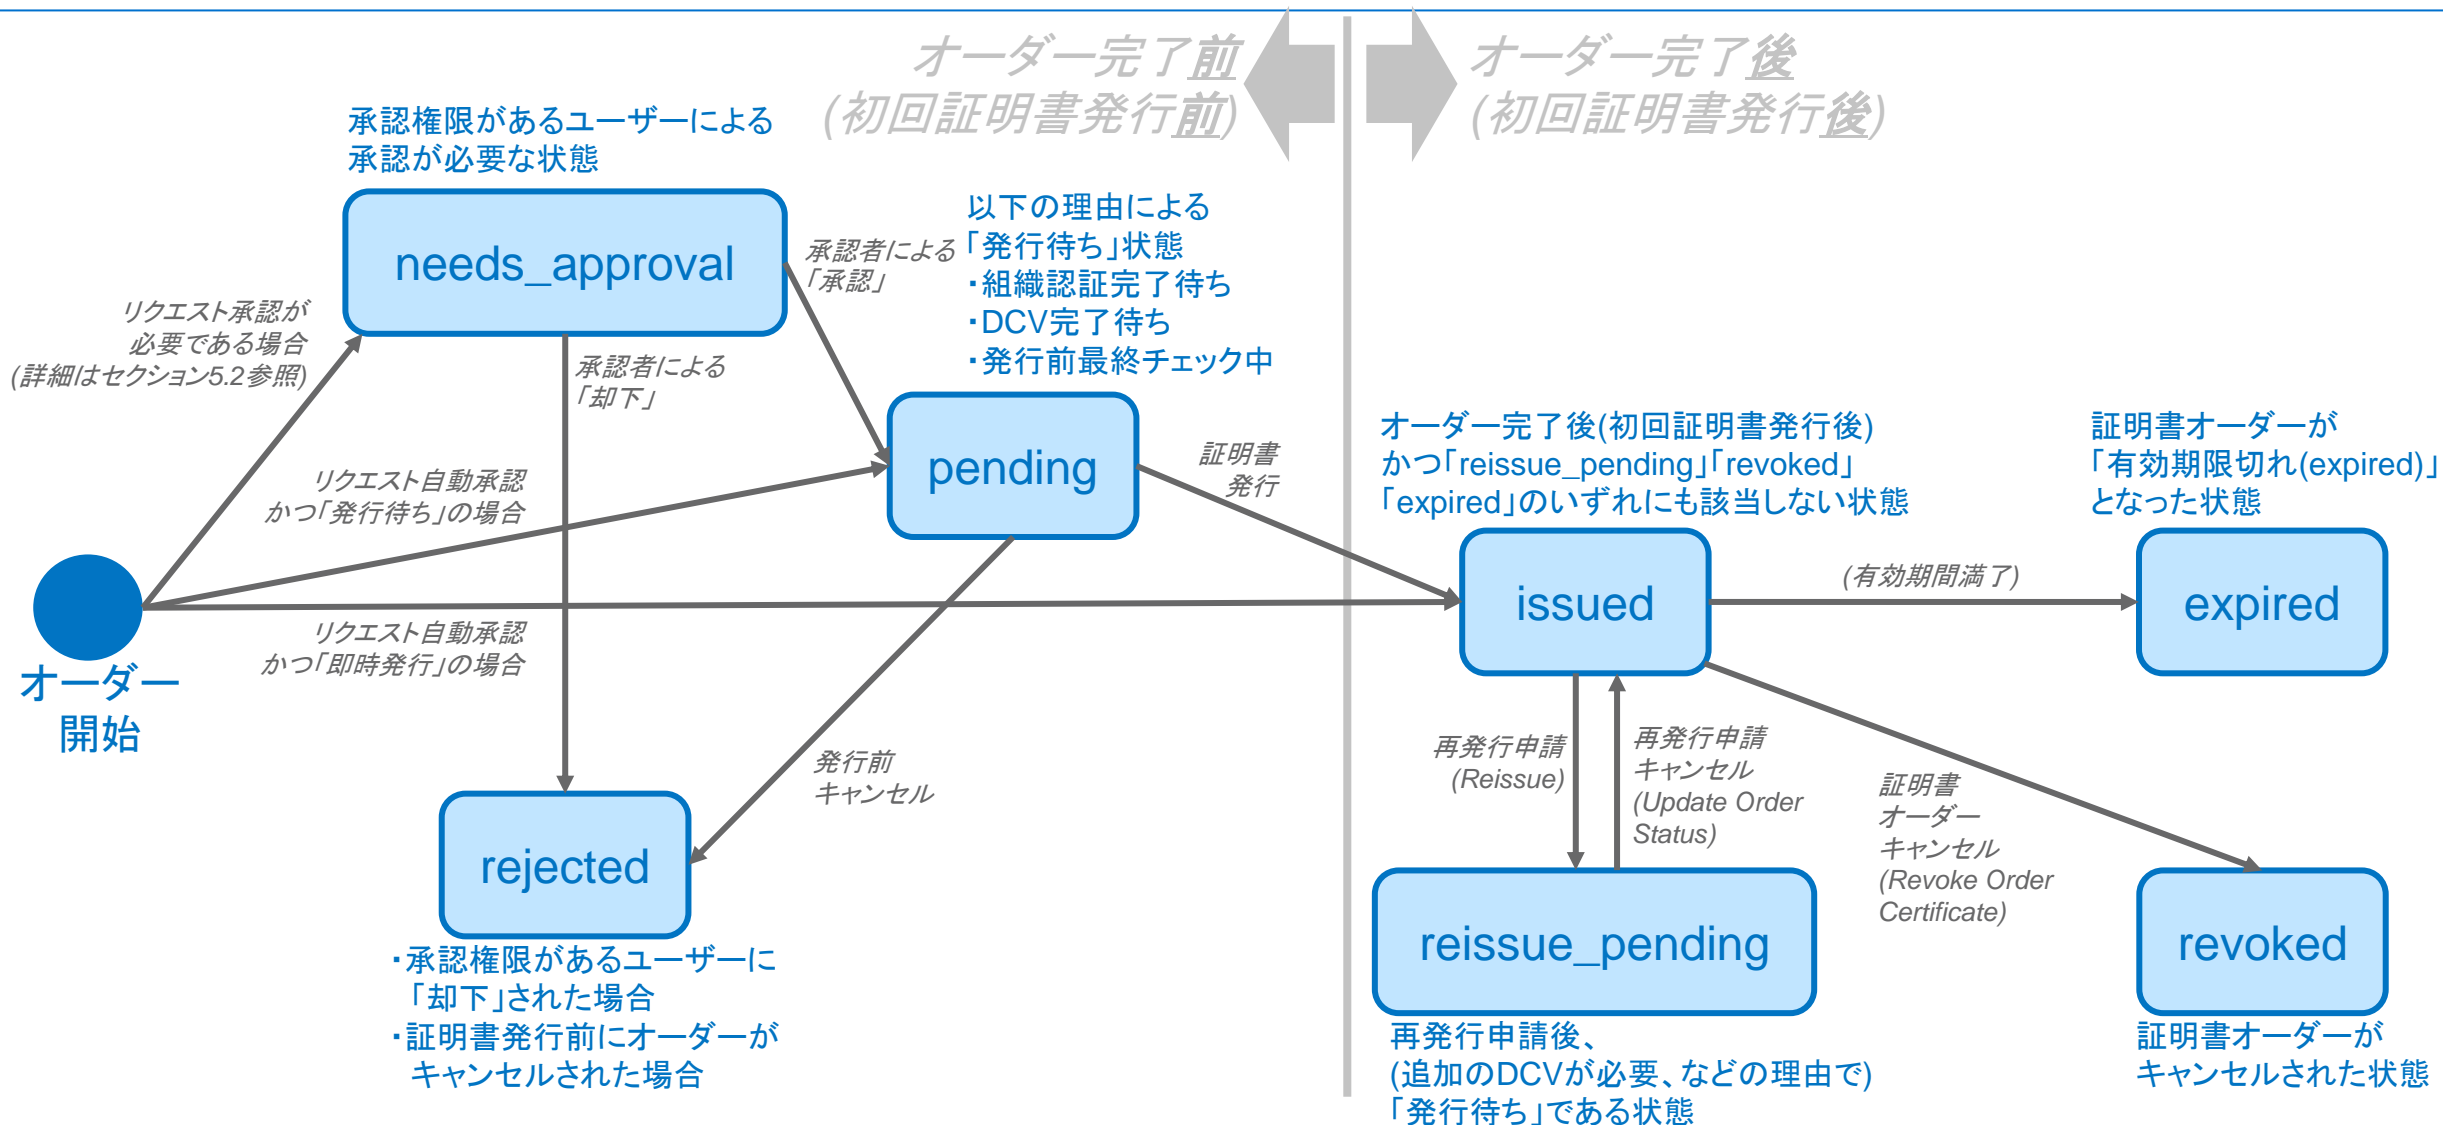 オーダー完了前
(初回証明書発行前)
オーダー完了後
(初回証明書発行後)
承認権限があるユーザーによる
承認が必要な状態
needs_approval
承認者による
「承認」
以下の理由による
「発行待ち」状態
・組織認証完了待ち
・DCV完了待ち
・発行前最終チェック中
リクエスト承認が
必要である場合
(詳細はセクション5.2参照)
承認者による
「却下」
pending
証明書
発行
リクエスト自動承認
かつ「発行待ち」の場合
オーダー完了後(初回証明書発行後)
かつ「reissue_pending」「revoked」
「expired」のいずれにも該当しない状態
証明書オーダーが
「有効期限切れ(expired)」
となった状態
issued
(有効期間満了)
expired
オーダー
開始
リクエスト自動承認
かつ「即時発行」の場合
発行前
キャンセル
再発行申請
(Reissue)
再発行申請
キャンセル
(Update Order
Status)
証明書
オーダー
キャンセル
(Revoke Order
Certificate)
rejected
・承認権限があるユーザーに
「却下」された場合
・証明書発行前にオーダーが
キャンセルされた場合
reissue_pending
再発行申請後、
(追加のDCVが必要、などの理由で)
「発行待ち」である状態
revoked
証明書オーダーが
キャンセルされた状態